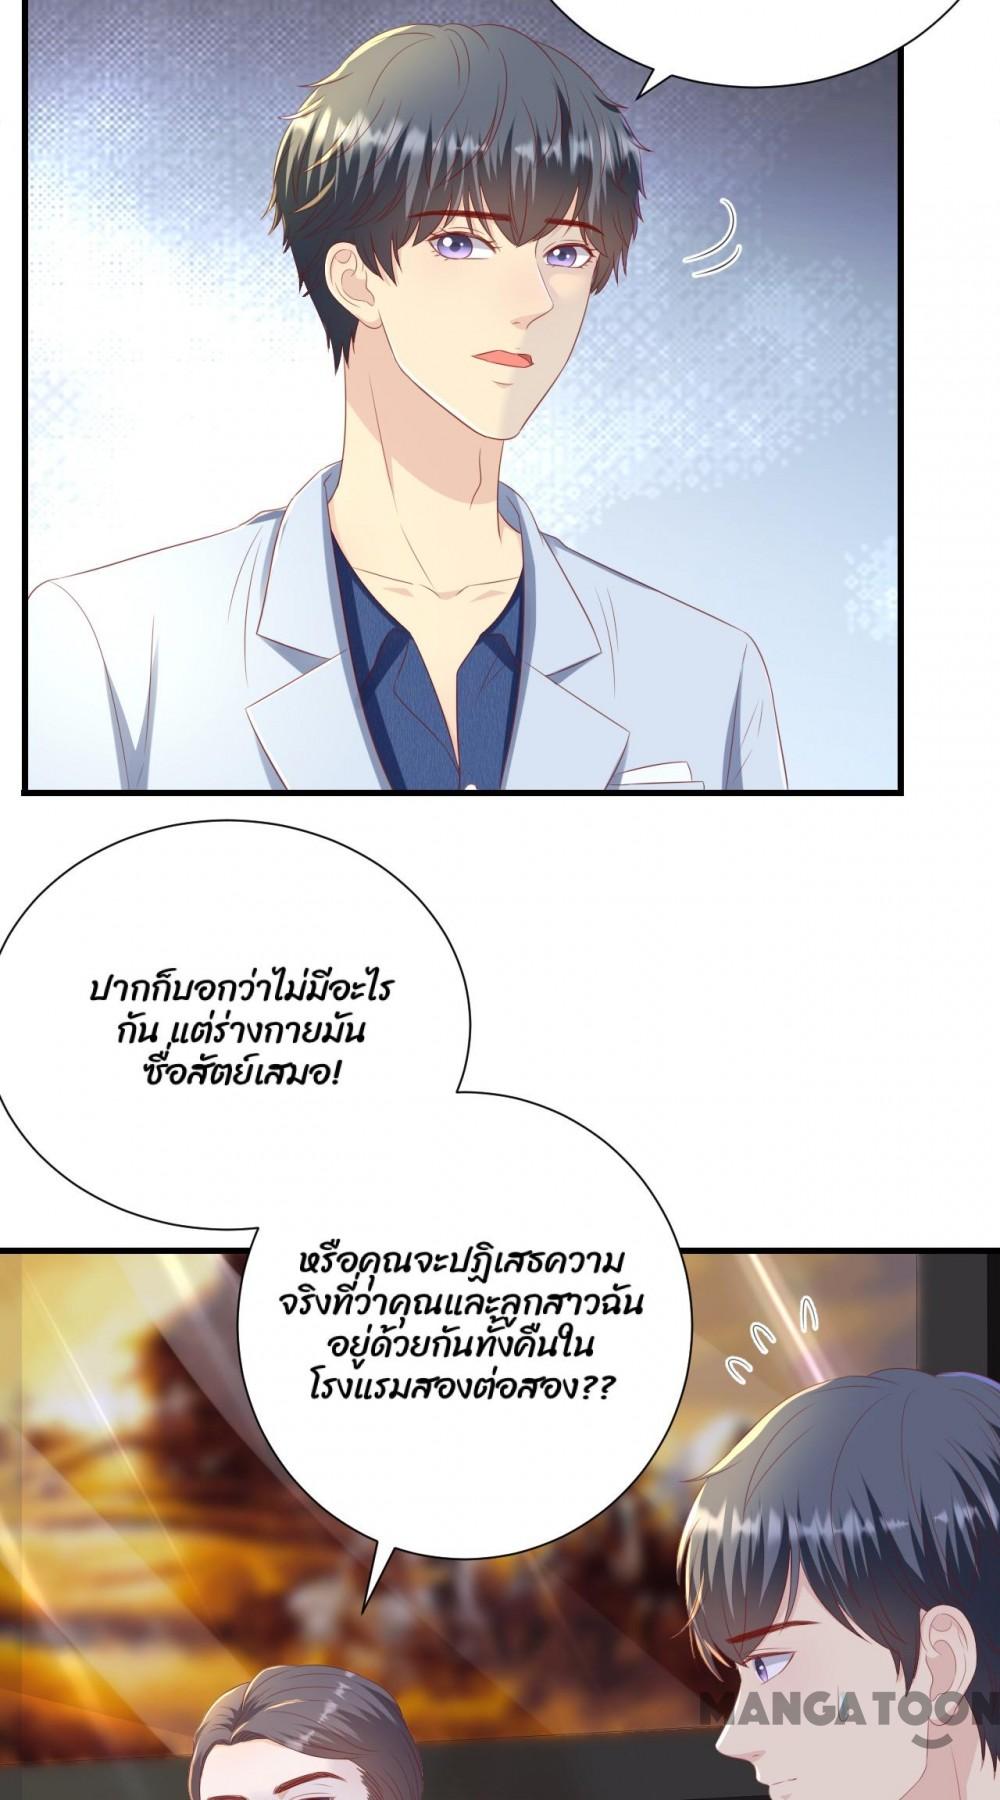 ปากก็บอกว่าไม่มีอะไร
กัน แต่ร่างกายมัน
ซื่อสัตย์เสมอ!
หรือคุณจะปฏิเสธความ
จริงที่ว่าคุณและลูกสาวฉัน
อยู่ด้วยกันทั้งคืนใน
โรงแรมสองต่อสอง??
MANGATOON